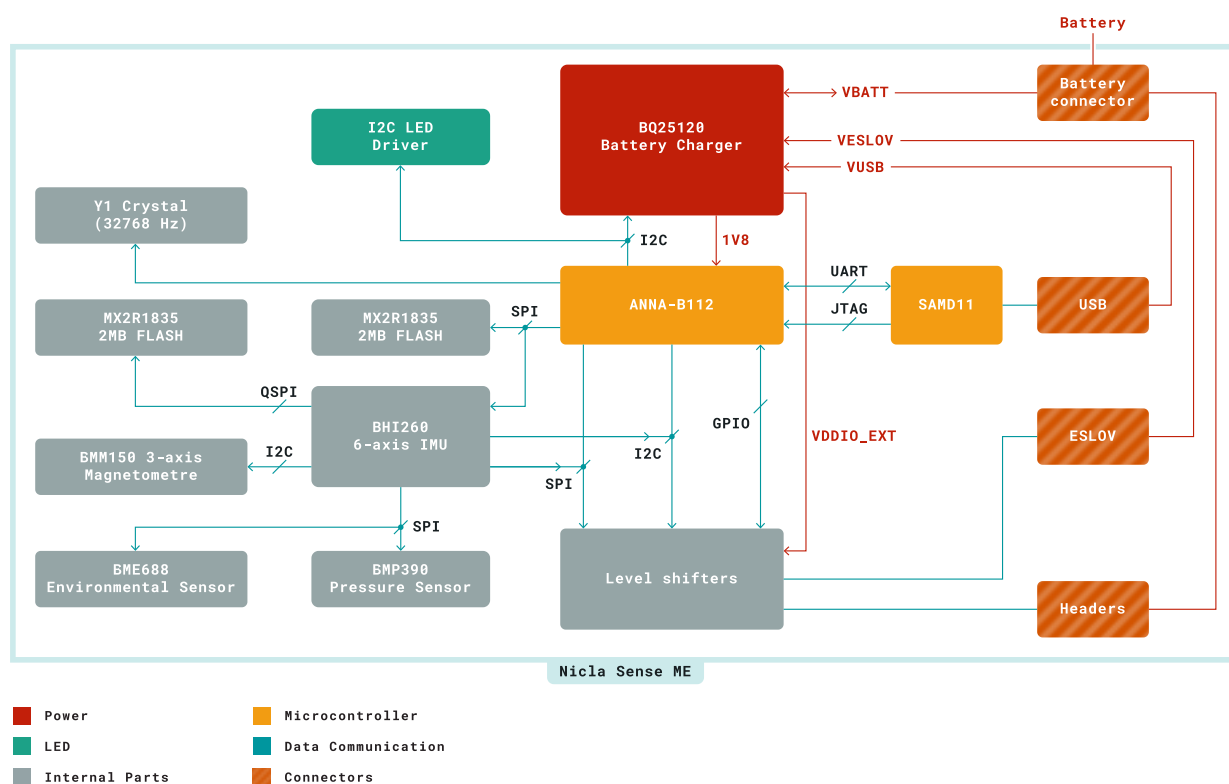 Battery
Battery
connector
VBATT
BQ25120
Battery Charger
I2C LED
Driver
VESLOV
VUSB
Y1 Crystal
(32768 Hz)
I2C
1V8
UART
ANNA-B112
SAMD11
USB
JTAG
SPI
MX2R1835
2MB FLASH
MX2R1835
2MB FLASH
QSPI
BHI260
6-axis IMU
GPIO
VDDIO_EXT
ESLOV
BMM150 3-axis
Magnetometre
I2C
I2C
SPI
SPI
BME688
Environmental Sensor
BMP390
Pressure Sensor
Level shifters
Headers
Nicla Sense ME
Power
Microcontroller
LED
Data Communication
Internal Parts
Connectors